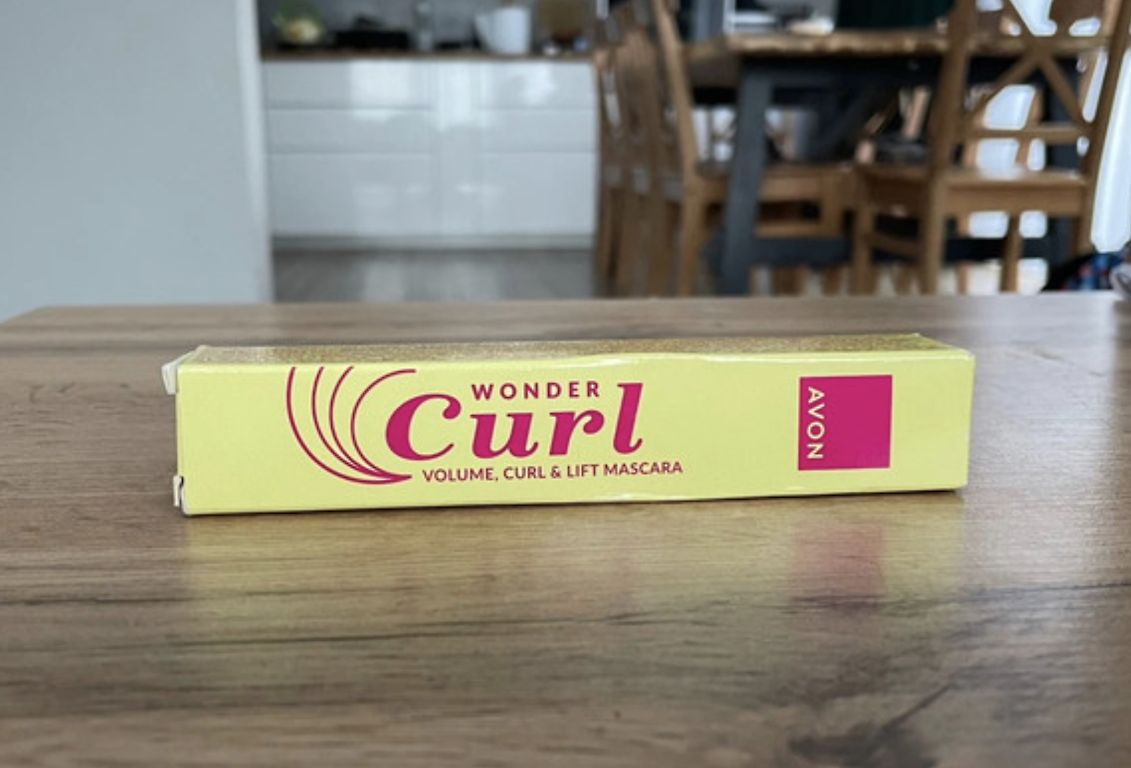 WONDER
Curl
VOLUME, CURL & LIFT MASCARA
AVON